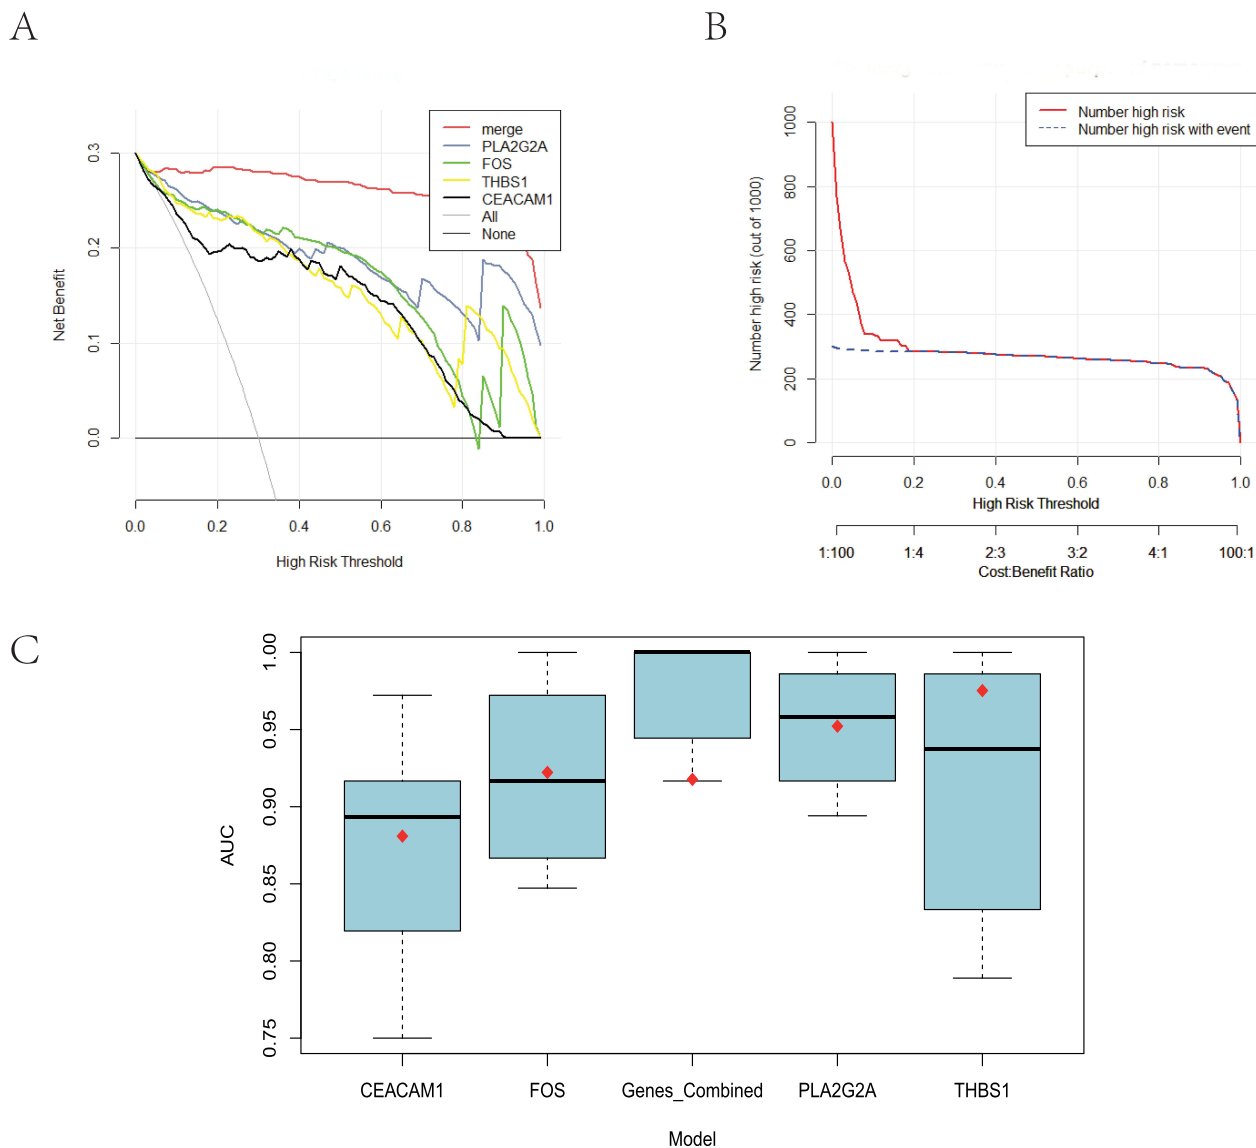 A
B
merge
PLA2G2A
FOS
THBS1
CEACAM1
All
None
Net Benefit
0.3
0.2
0.1
0.0
0.0 0.2 0.4 0.6 0.8 1.0
High Risk Threshold
Number high risk
Number high risk with event
Number high risk (out of 1000)
1000
800
600
400
200
0
0.0 0.2 0.4 0.6 0.8 1.0
High Risk Threshold
1:100 1:4 2:3 3:2 4:1 100:1
Cost:Benefit Ratio
C
AUC
1.00
0.95
0.90
0.85
0.80
0.75
CEACAM1 FOS Genes_Combined PLA2G2A THBS1
Model